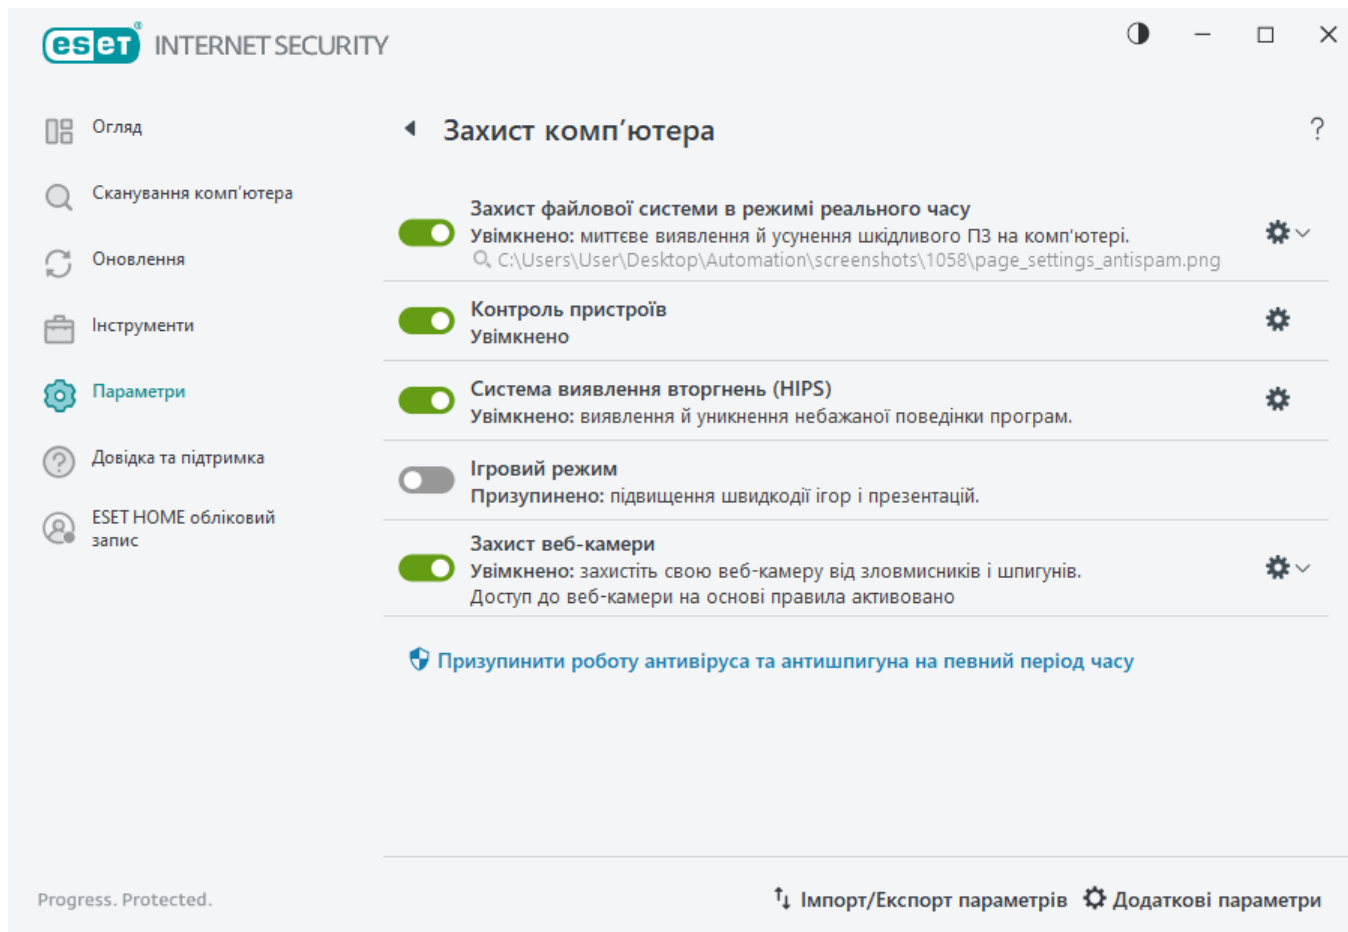 eset® INTERNET SECURITY
Огляд
Сканування комп'ютера
Оновлення
Інструменти
Параметри
Довідка та підтримка
ESET HOME обліковий
запис
Захист комп'ютера
?
Захист файлової системи в режимі реального часу
Увімкнено: миттєве виявлення й усунення шкідливого ПЗ на комп'ютері.
C:\Users\User\Desktop\Automation\screenshots\1058\page_settings_antispam.png
Контроль пристроїв
Увімкнено
Система виявлення вторгнень (HIPS)
Увімкнено: виявлення й уникнення небажаної поведінки програм.
Ігровий режим
Призупинено: підвищення швидкодії ігор і презентацій.
Захист веб-камери
Увімкнено: захистіть свою веб-камеру від зловмисників і шпигунів.
Доступ до веб-камери на основі правила активовано
Призупинити роботу антивіруса та антишпигуна на певний період часу
Progress. Protected.
Імпорт/Експорт параметрів
Додаткові параметри